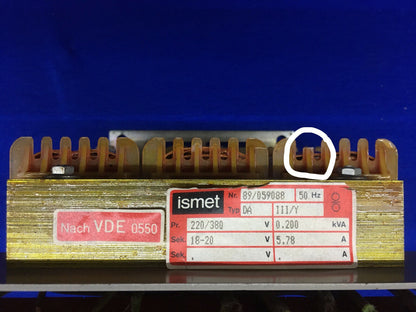 Nach VDE 0550
ismet Nr. 89/059088 50 Hz
Typ DA III/Y
Pr. 220/380 V 0.200 kVA
Sek. 18-20 V 5.78 A
Sek. . V . A